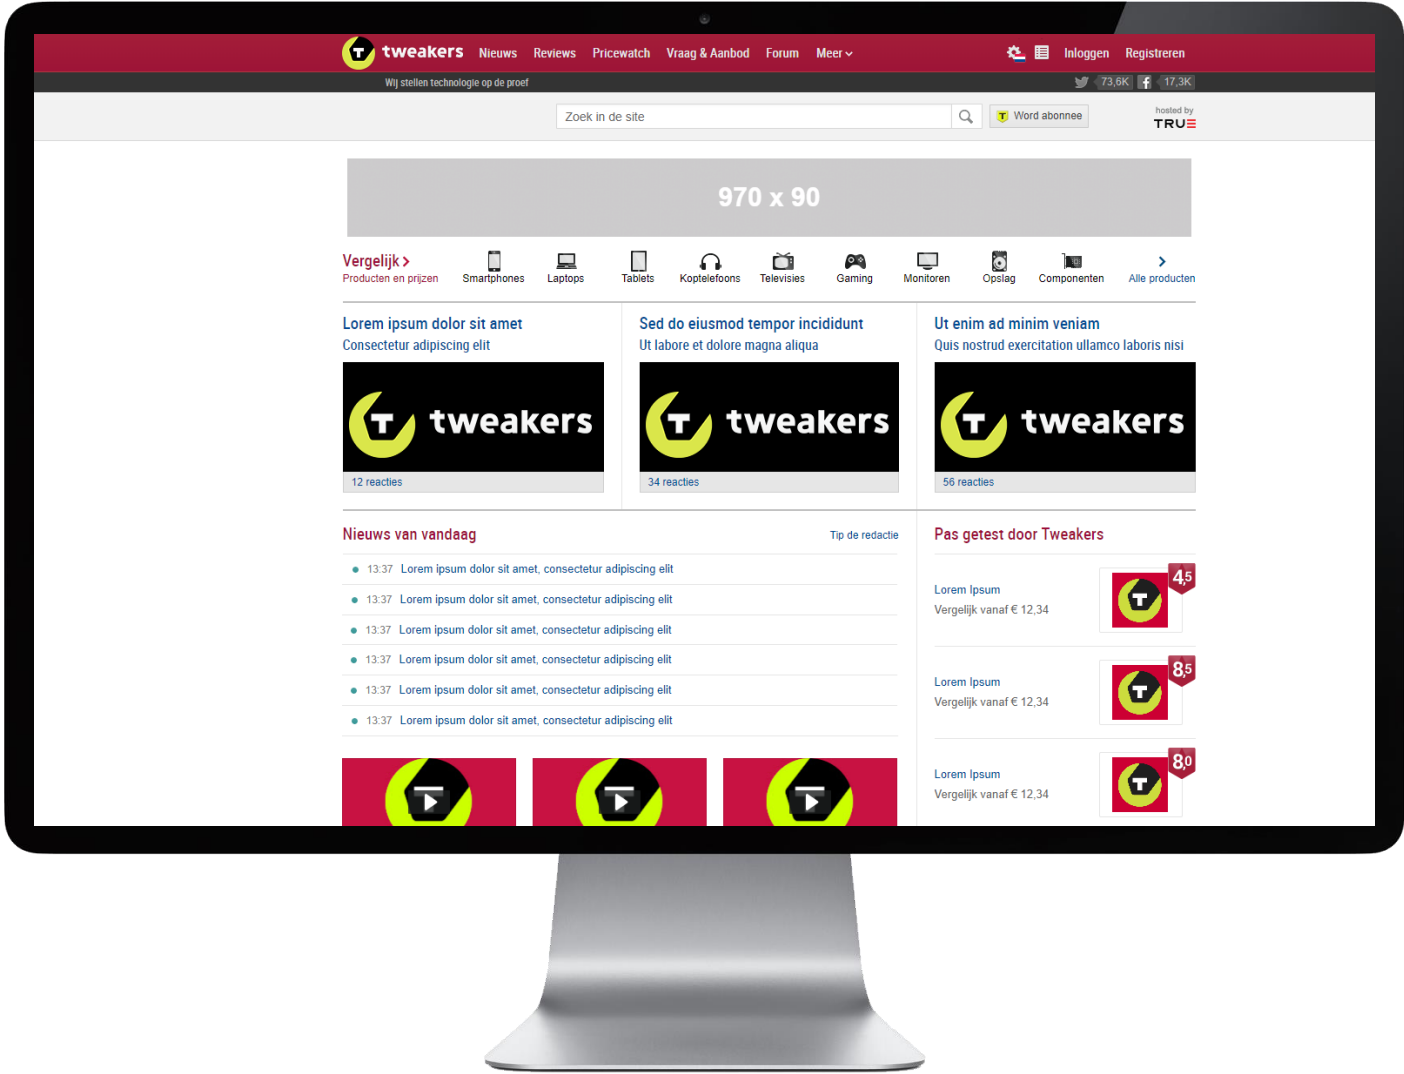 tweakers Nieuws Reviews Pricewatch Vraag & Aanbod Forum Meer Inloggen Registreren
Wij stellen technologie op de proef 73,6K 17,3K
Zoek in de site Word abonnee hosted by
TRUE
970 x 90
Vergelijk
Producten en prijzen Smartphones Laptops Tablets Koptelefoons Televisies Gaming Monitoren Opslag Componenten Alle producten
Lorem ipsum dolor sit amet
Consectetur adipiscing elit
tweakers
12 reacties
Sed do eiusmod tempor incididunt
Ut labore et dolore magna aliqua
tweakers
34 reacties
Ut enim ad minim veniam
Quis nostrud exercitation ullamco laboris nisi
tweakers
56 reacties
Nieuws van vandaag Tip de redactie
13:37 Lorem ipsum dolor sit amet, consectetur adipiscing elit
13:37 Lorem ipsum dolor sit amet, consectetur adipiscing elit
13:37 Lorem ipsum dolor sit amet, consectetur adipiscing elit
13:37 Lorem ipsum dolor sit amet, consectetur adipiscing elit
13:37 Lorem ipsum dolor sit amet, consectetur adipiscing elit
13:37 Lorem ipsum dolor sit amet, consectetur adipiscing elit
Pas getest door Tweakers
4,5
Lorem Ipsum
Vergelijk vanaf € 12,34
8,5
Lorem Ipsum
Vergelijk vanaf € 12,34
8,0
Lorem Ipsum
Vergelijk vanaf € 12,34